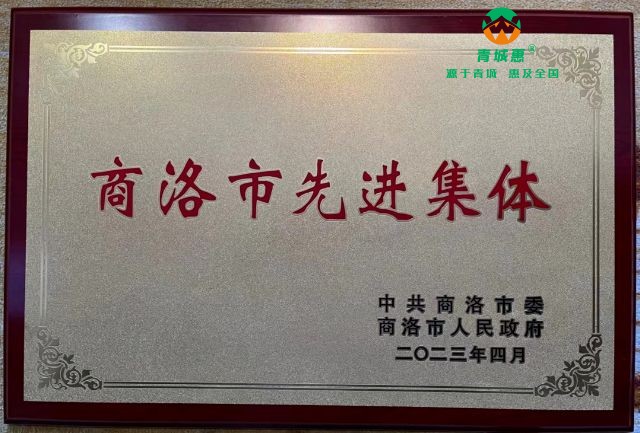 青城惠®
源于青城 惠及全国
商洛市先进集体
中共商洛市委
商洛市人民政府
二〇二三年四月